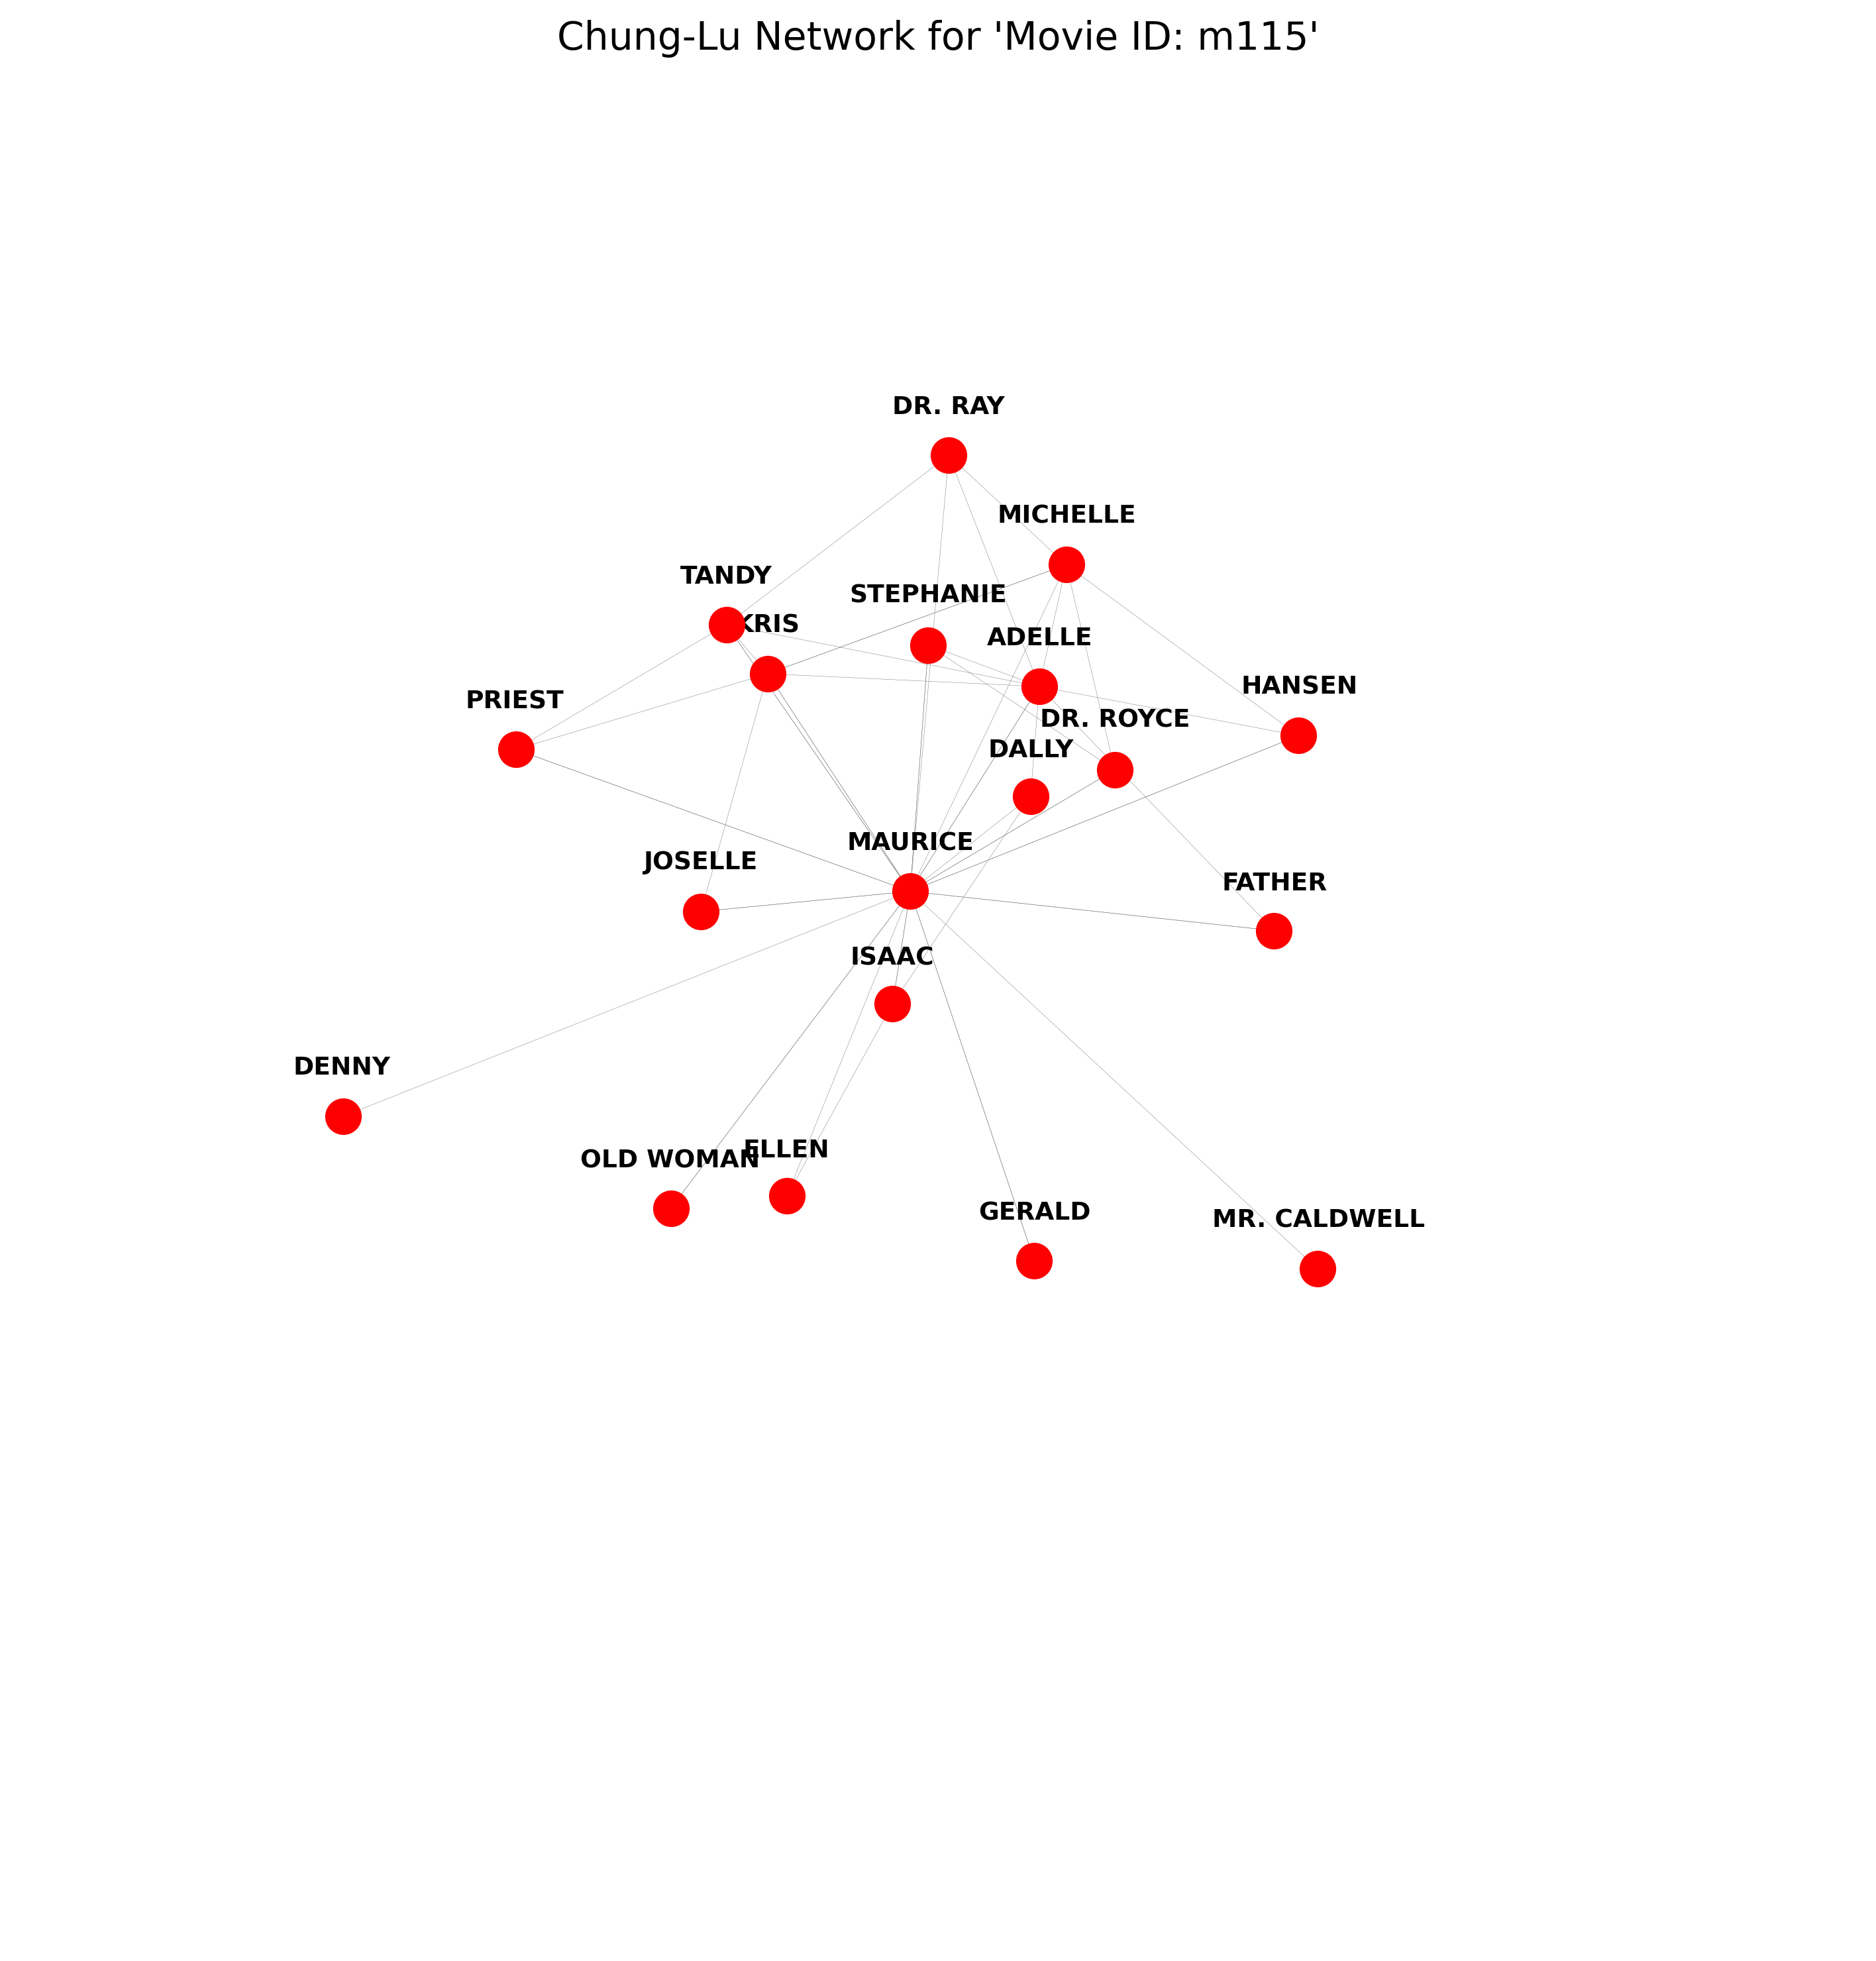 Chung-Lu Network for 'Movie ID: m115'
DR. RAY
MICHELLE
TANDY
STEPHANIE
KRIS
ADELLE
HANSEN
PRIEST
DR. ROYCE
DALLY
MAURICE
JOSELLE
FATHER
ISAAC
DENNY
ELLEN
OLD WOMAN
GERALD
MR. CALDWELL